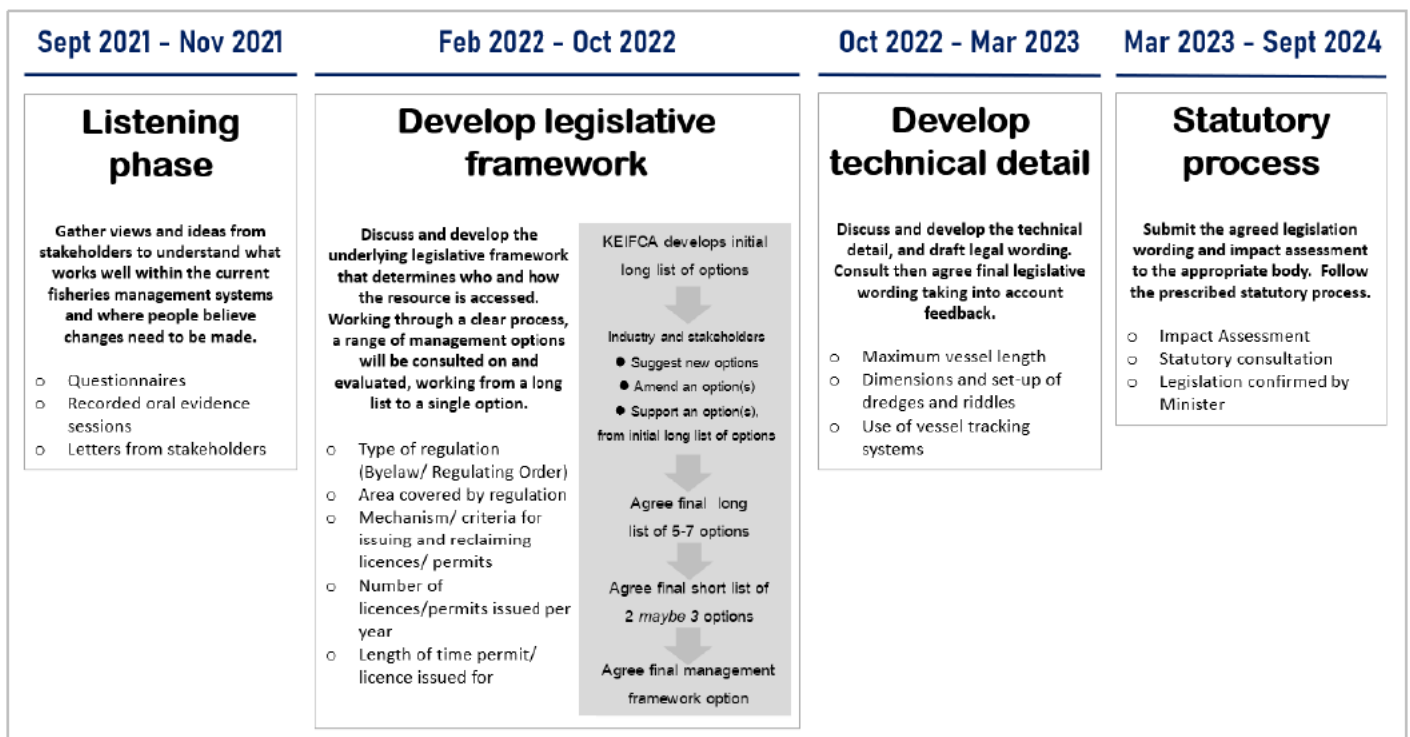 Sept 2021 - Nov 2021
Feb 2022 - Oct 2022
Oct 2022 - Mar 2023
Mar 2023 - Sept 2024
Listening
phase
Gather views and ideas from
stakeholders to understand what
works well within the current
fisheries management systems
and where people believe
changes need to be made.
o Questionnaires
o Recorded oral evidence
sessions
o Letters from stakeholders
Develop legislative
framework
Discuss and develop the
underlying legislative framework
that determines who and how
the resource is accessed.
Working through a clear process,
a range of management options
will be consulted on and
evaluated, working from a long
list to a single option.
o Type of regulation
(Byelaw/ Regulating Order)
o Area covered by regulation
o Mechanism/ criteria for
issuing and reclaiming
licences/ permits
o Number of
licences/permits issued per
year
o Length of time permit/
licence issued for
KEIFCA develops initial
long list of options
Industry and stakeholders
● Suggest new options
● Amend an option(s)
● Support an option(s),
from initial long list of options
Agree final long
list of 5-7 options
Agree final short list of
2 maybe 3 options
Agree final management
framework option
Develop
technical detail
Discuss and develop the technical
detail, and draft legal wording.
Consult then agree final legislative
wording taking into account
feedback.
o Maximum vessel length
o Dimensions and set-up of
dredges and riddles
o Use of vessel tracking
systems
Statutory
process
Submit the agreed legislation
wording and impact assessment
to the appropriate body. Follow
the prescribed statutory process.
o Impact Assessment
o Statutory consultation
o Legislation confirmed by
Minister